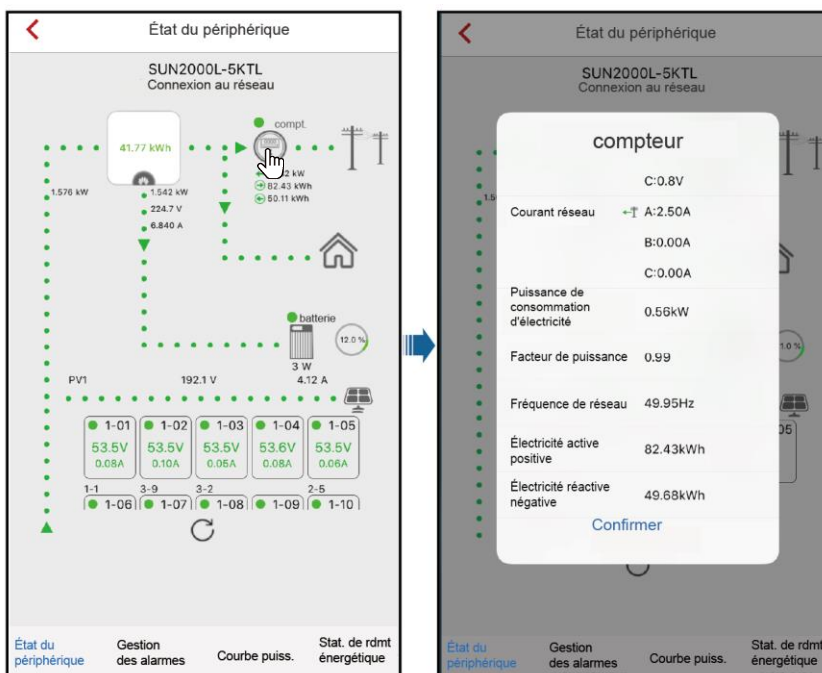 État du périphérique
SUN2000L-5KTL
Connexion au réseau
compt.
41.77 kWh
kW
82.43 kWh
50.11 kWh
1.576 kW
1.542 kW
224.7 V
6.840 A
batterie
12.0 %
3 W
PV1 192.1 V 4.12 A
1-01 1-02 1-03 1-04 1-05
53.5V 53.5V 53.5V 53.6V 53.5V
0.08A 0.10A 0.05A 0.08A 0.06A
1-1 3-9 3-2 2-5
1-06 1-07 1-08 1-09 1-10
État du périphérique
Gestion des alarmes
Courbe puiss.
Stat. de rdmt énergétique
État du périphérique
SUN2000L-5KTL
Connexion au réseau
compteur
C:0.8V
Courant réseau A:2.50A
B:0.00A
C:0.00A
Puissance de
consommation
d'électricité
0.56kW
Facteur de puissance 0.99
Fréquence de réseau 49.95Hz
Électricité active
positive
82.43kWh
Électricité réactive
négative
49.68kWh
Confirmer
État du périphérique
Gestion des alarmes
Courbe puiss.
Stat. de rdmt énergétique